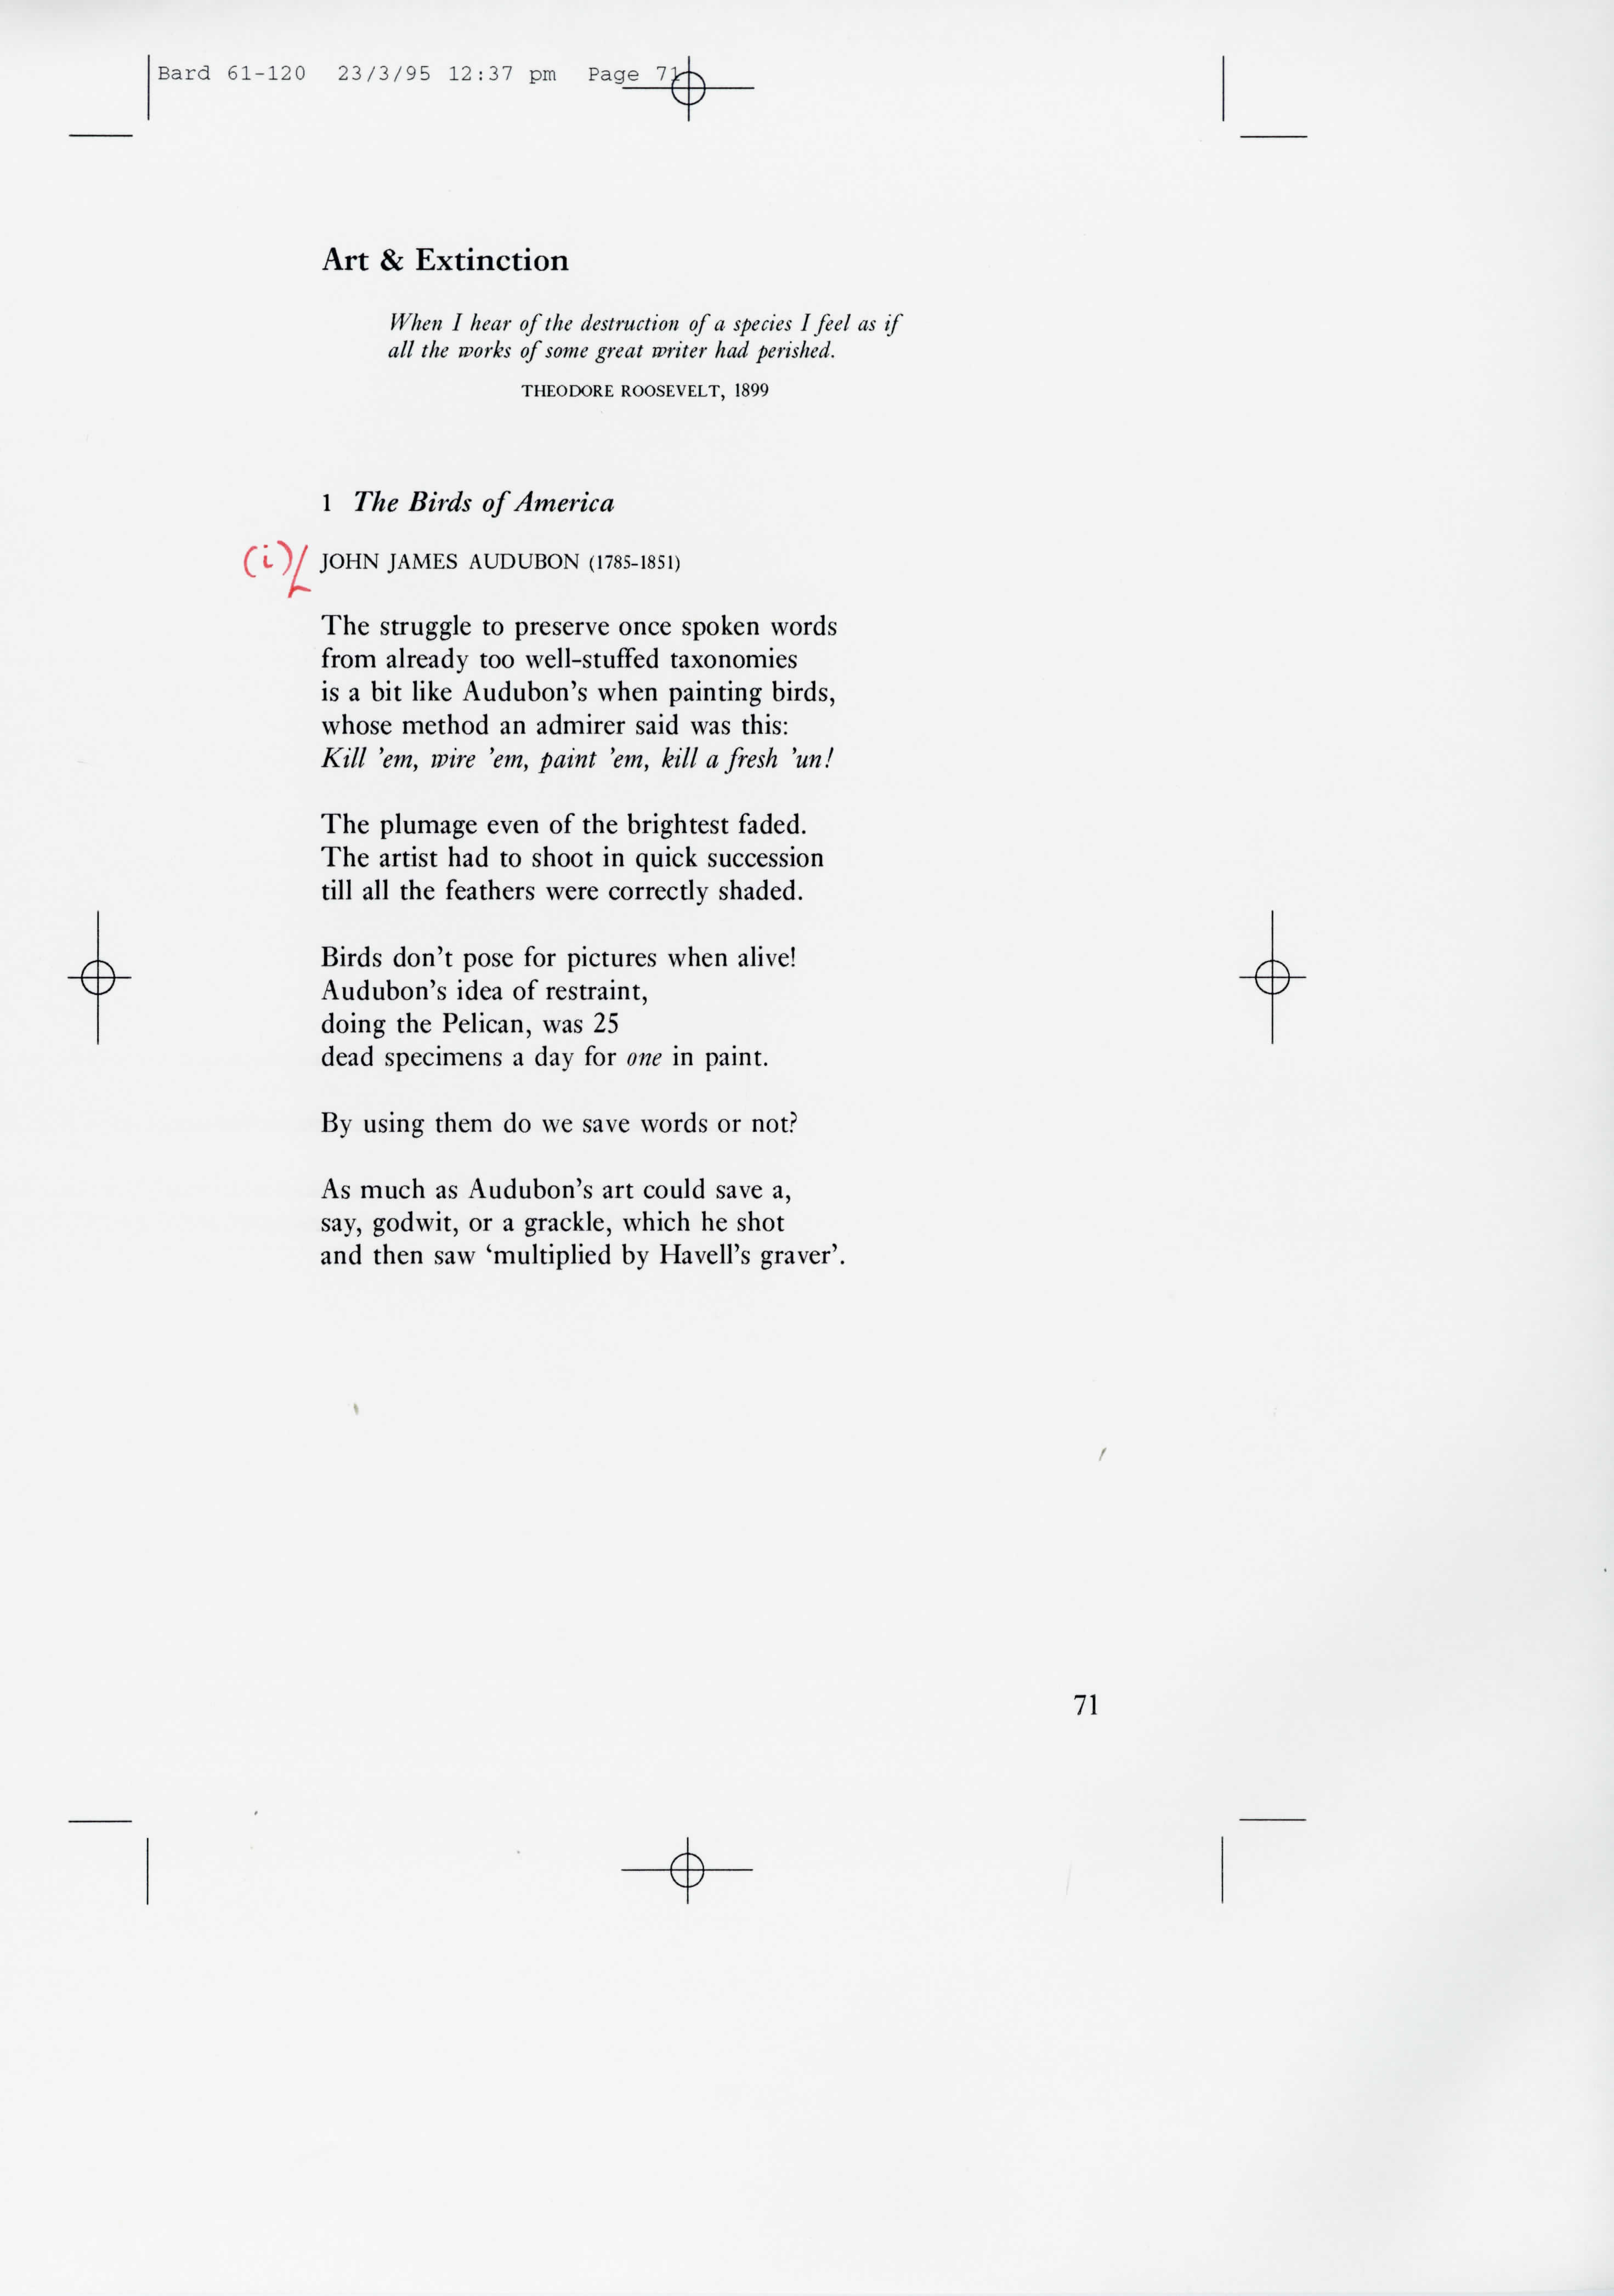 Bard 61-120 23/3/95 12:37 pm Page 71
Art & Extinction
When I hear of the destruction of a species I feel as if
all the works of some great writer had perished.
THEODORE ROOSEVELT, 1899
1 The Birds of America
(i)/ JOHN JAMES AUDUBON (1785-1851)
The struggle to preserve once spoken words
from already too well-stuffed taxonomies
is a bit like Audubon's when painting birds,
whose method an admirer said was this:
Kill 'em, wire 'em, paint 'em, kill a fresh 'un!
The plumage even of the brightest faded.
The artist had to shoot in quick succession
till all the feathers were correctly shaded.
Birds don't pose for pictures when alive!
Audubon's idea of restraint,
doing the Pelican, was 25
dead specimens a day for one in paint.
By using them do we save words or not?
As much as Audubon's art could save a,
say, godwit, or a grackle, which he shot
and then saw ‘multiplied by Havell's graver’.
71